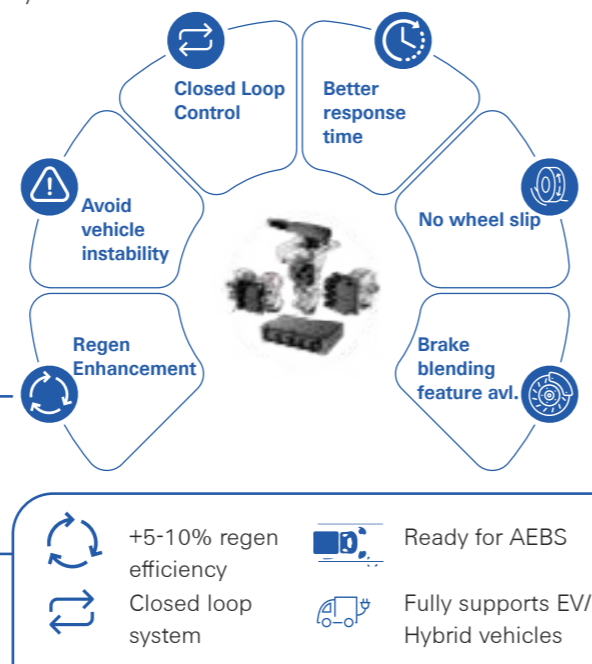 Closed Loop
Control
Better
response
time
Avoid
vehicle
instability
No wheel slip
Regen
Enhancement
Brake
blending
feature avl.
+5-10% regen
efficiency
Ready for AEBS
Closed loop
system
Fully supports EV/
Hybrid vehicles